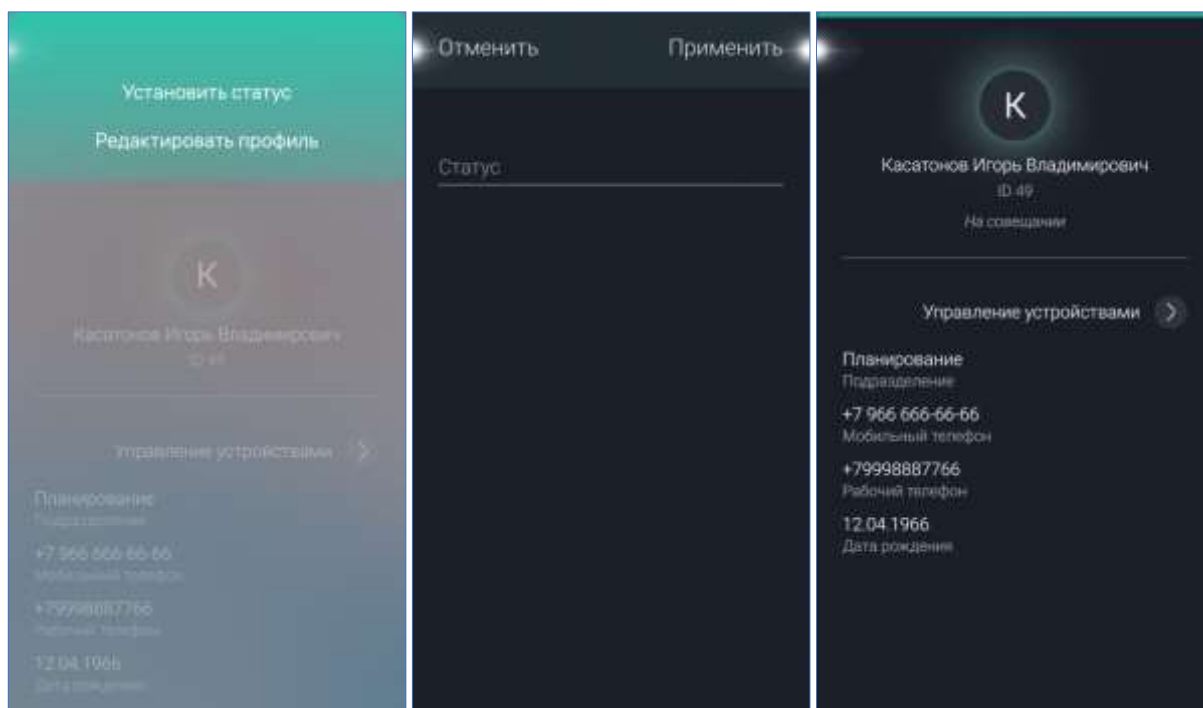 Установить статус
Редактировать профиль
К
Касатонов Игорь Владимирович
ID 49
Управление устройствами
Планирование
Подразделение
+7 966 666-66-66
Мобильный телефон
+79998887766
Рабочий телефон
12.04.1966
Дата рождения
Отменить
Применить
Статус
К
Касатонов Игорь Владимирович
ID 49
На совещании
Управление устройствами
Планирование
Подразделение
+7 966 666-66-66
Мобильный телефон
+79998887766
Рабочий телефон
12.04.1966
Дата рождения